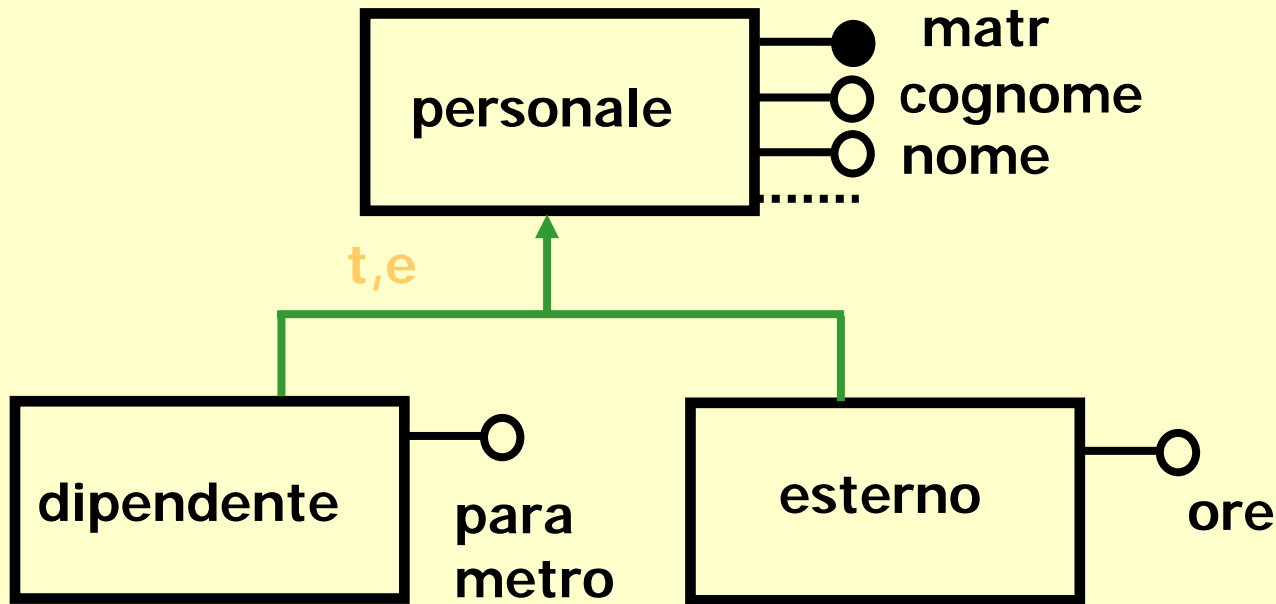 matr
personale
cognome
nome
t,e
dipendente
para
metro
esterno
ore